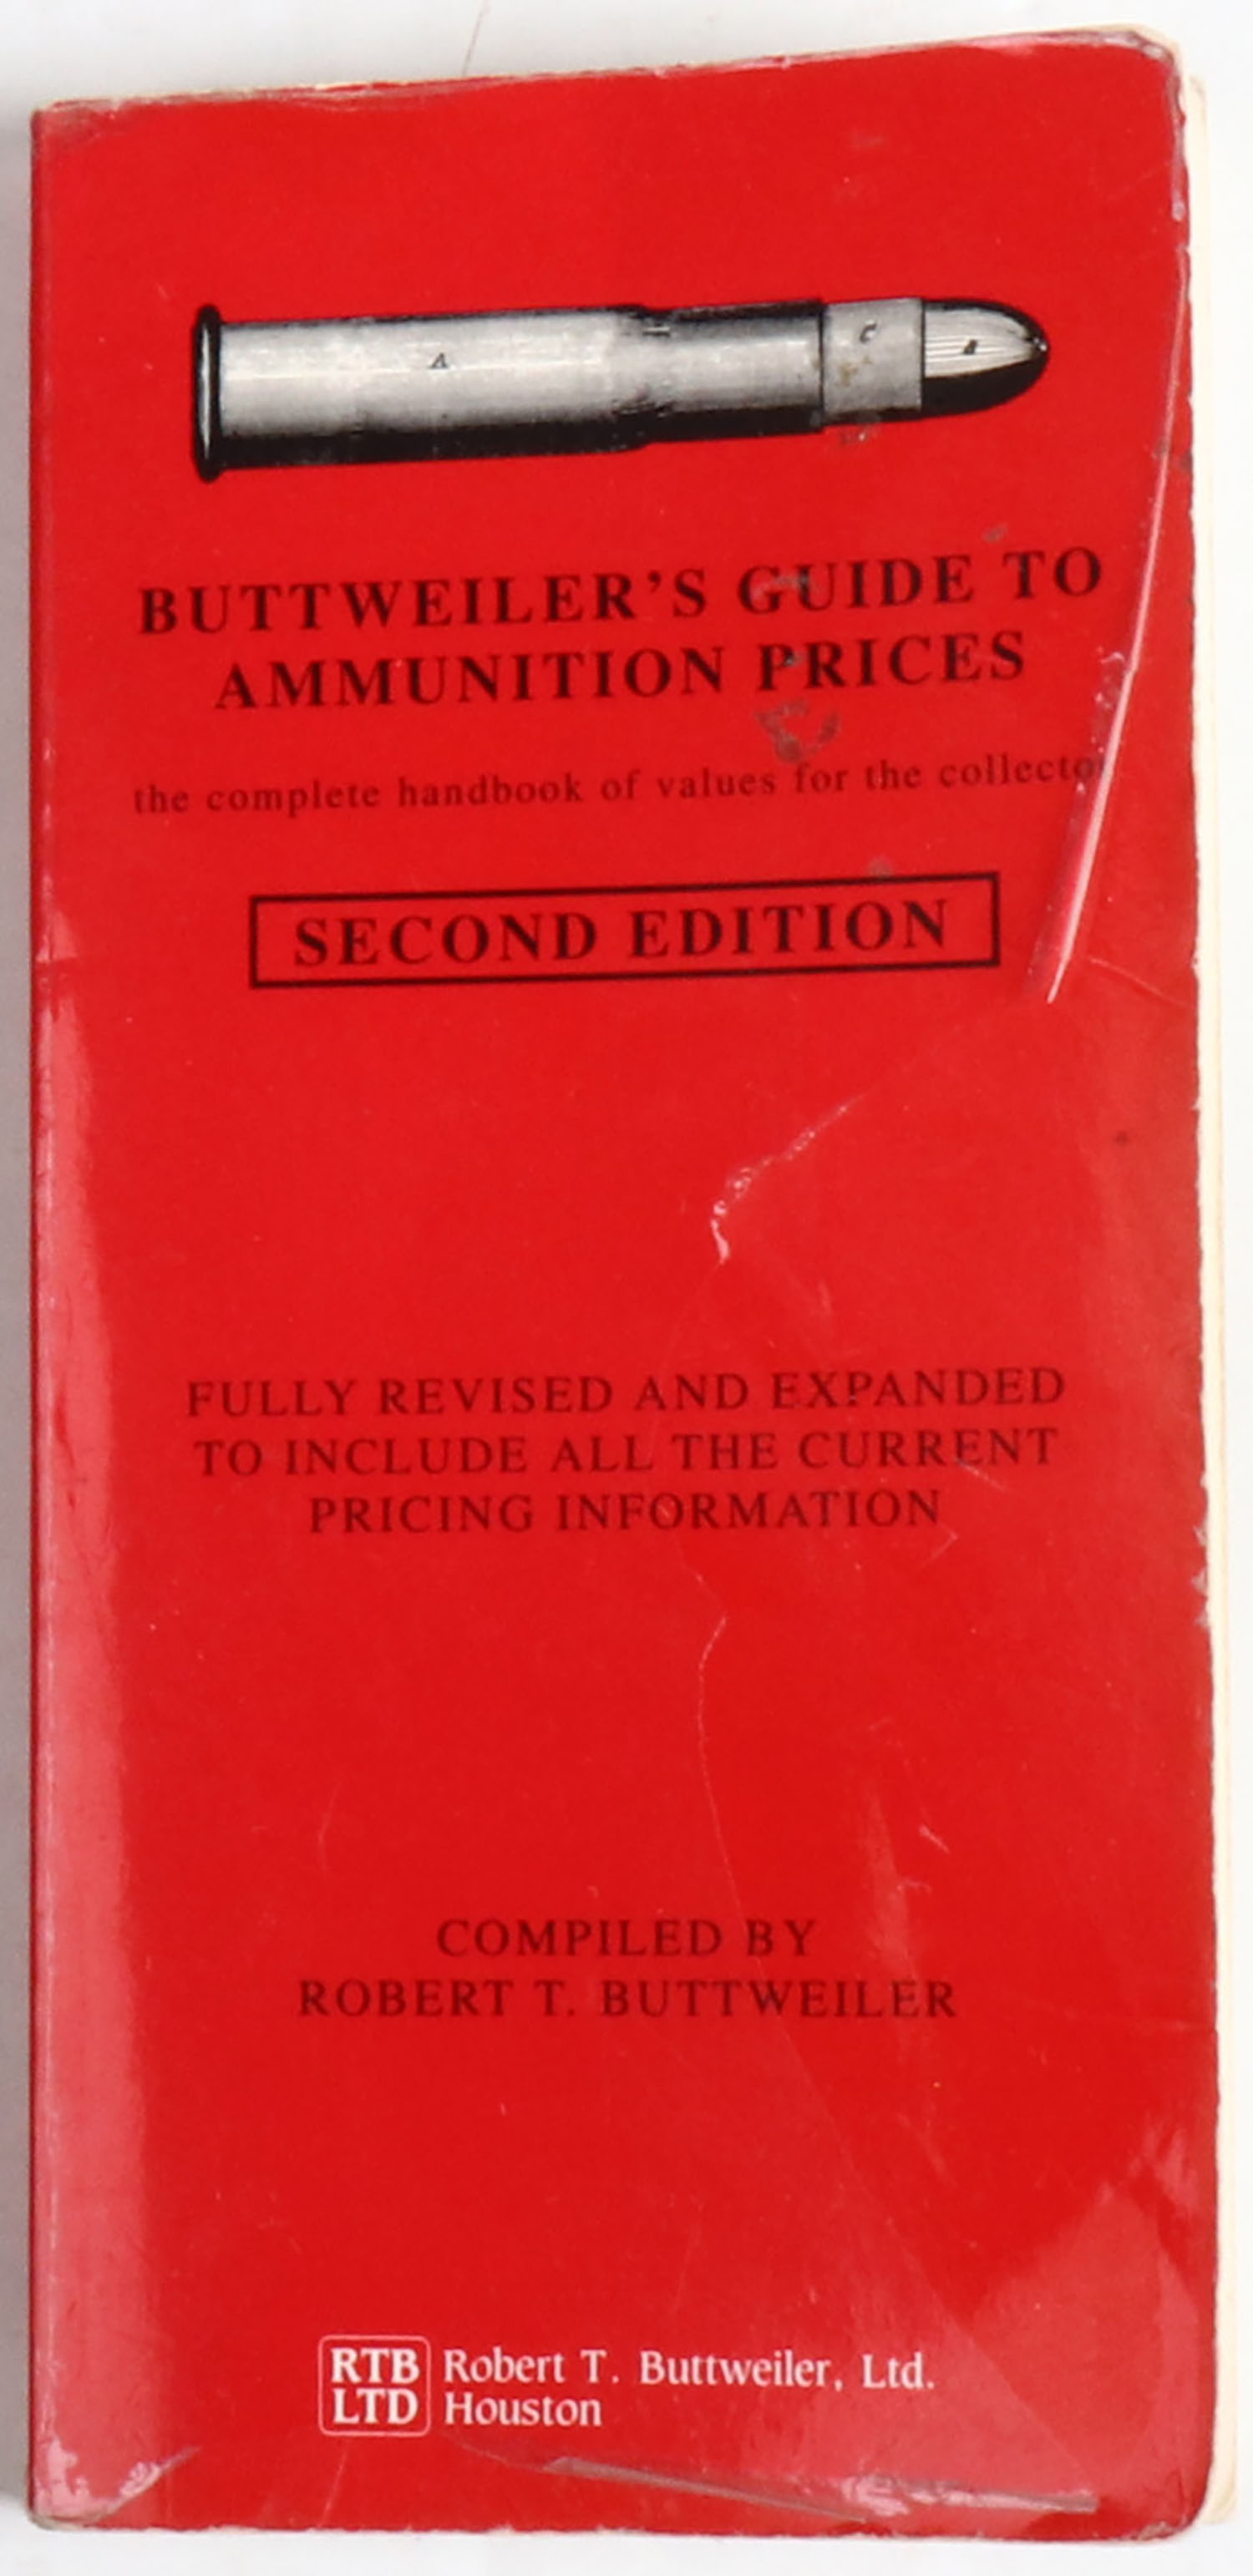 A
C
B
BUTTWEILER'S GUIDE TO
AMMUNITION PRICES
the complete handbook of values for the collector
SECOND EDITION
FULLY REVISED AND EXPANDED
TO INCLUDE ALL THE CURRENT
PRICING INFORMATION
COMPILED BY
ROBERT T. BUTTWEILER
RTB
LTD
Robert T. Buttweiler, Ltd.
Houston